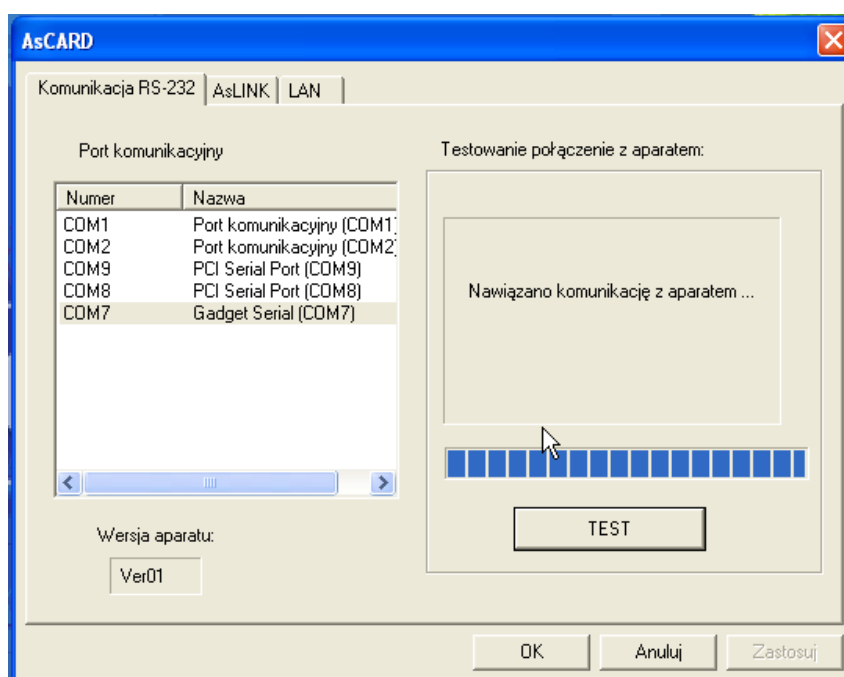 AsCARD
Komunikacja RS-232 AsLINK LAN
Port komunikacyjny
Numer Nazwa
COM1 Port komunikacyjny (COM1)
COM2 Port komunikacyjny (COM2)
COM9 PCI Serial Port (COM9)
COM8 PCI Serial Port (COM8)
COM7 Gadget Serial (COM7)
Wersja aparatu:
Ver01
Testowanie połączenie z aparatem:
Nawiązano komunikację z aparatem ...
TEST
OK Anuluj Zastosuj